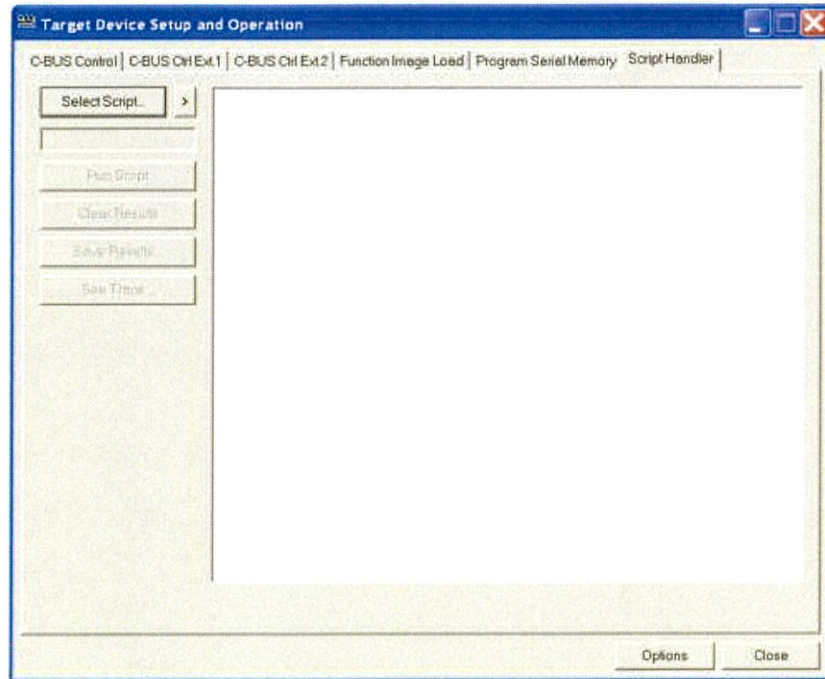 Target Device Setup and Operation
C-BUS Control C-BUS Ctrl Ext.1 C-BUS Ctrl Ext.2 Function Image Load Program Serial Memory Script Handler
Select Script... >
Run Script
Clear Results
Save Results...
See Trace...
Options Close